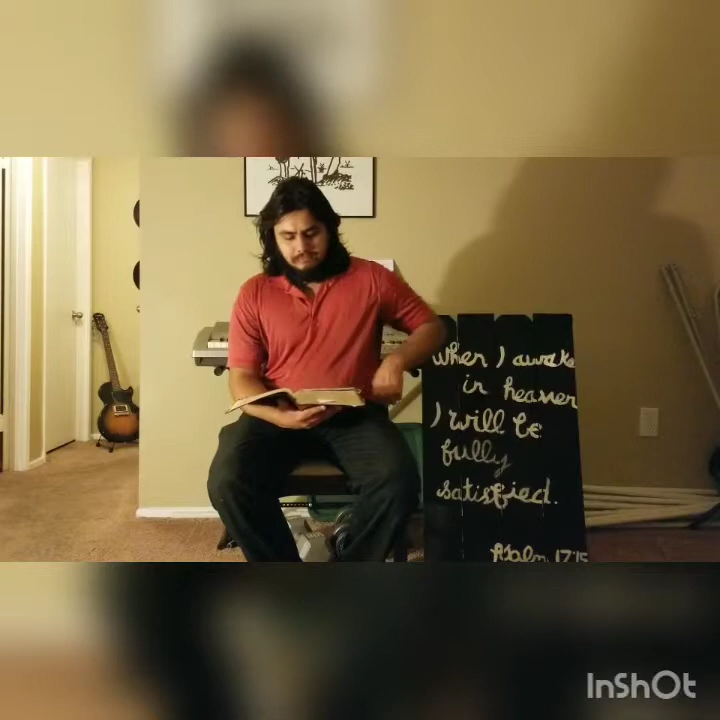 when I awake
in heaven
I will be
fully
satisfied.
Psalm 17:15
InShOt